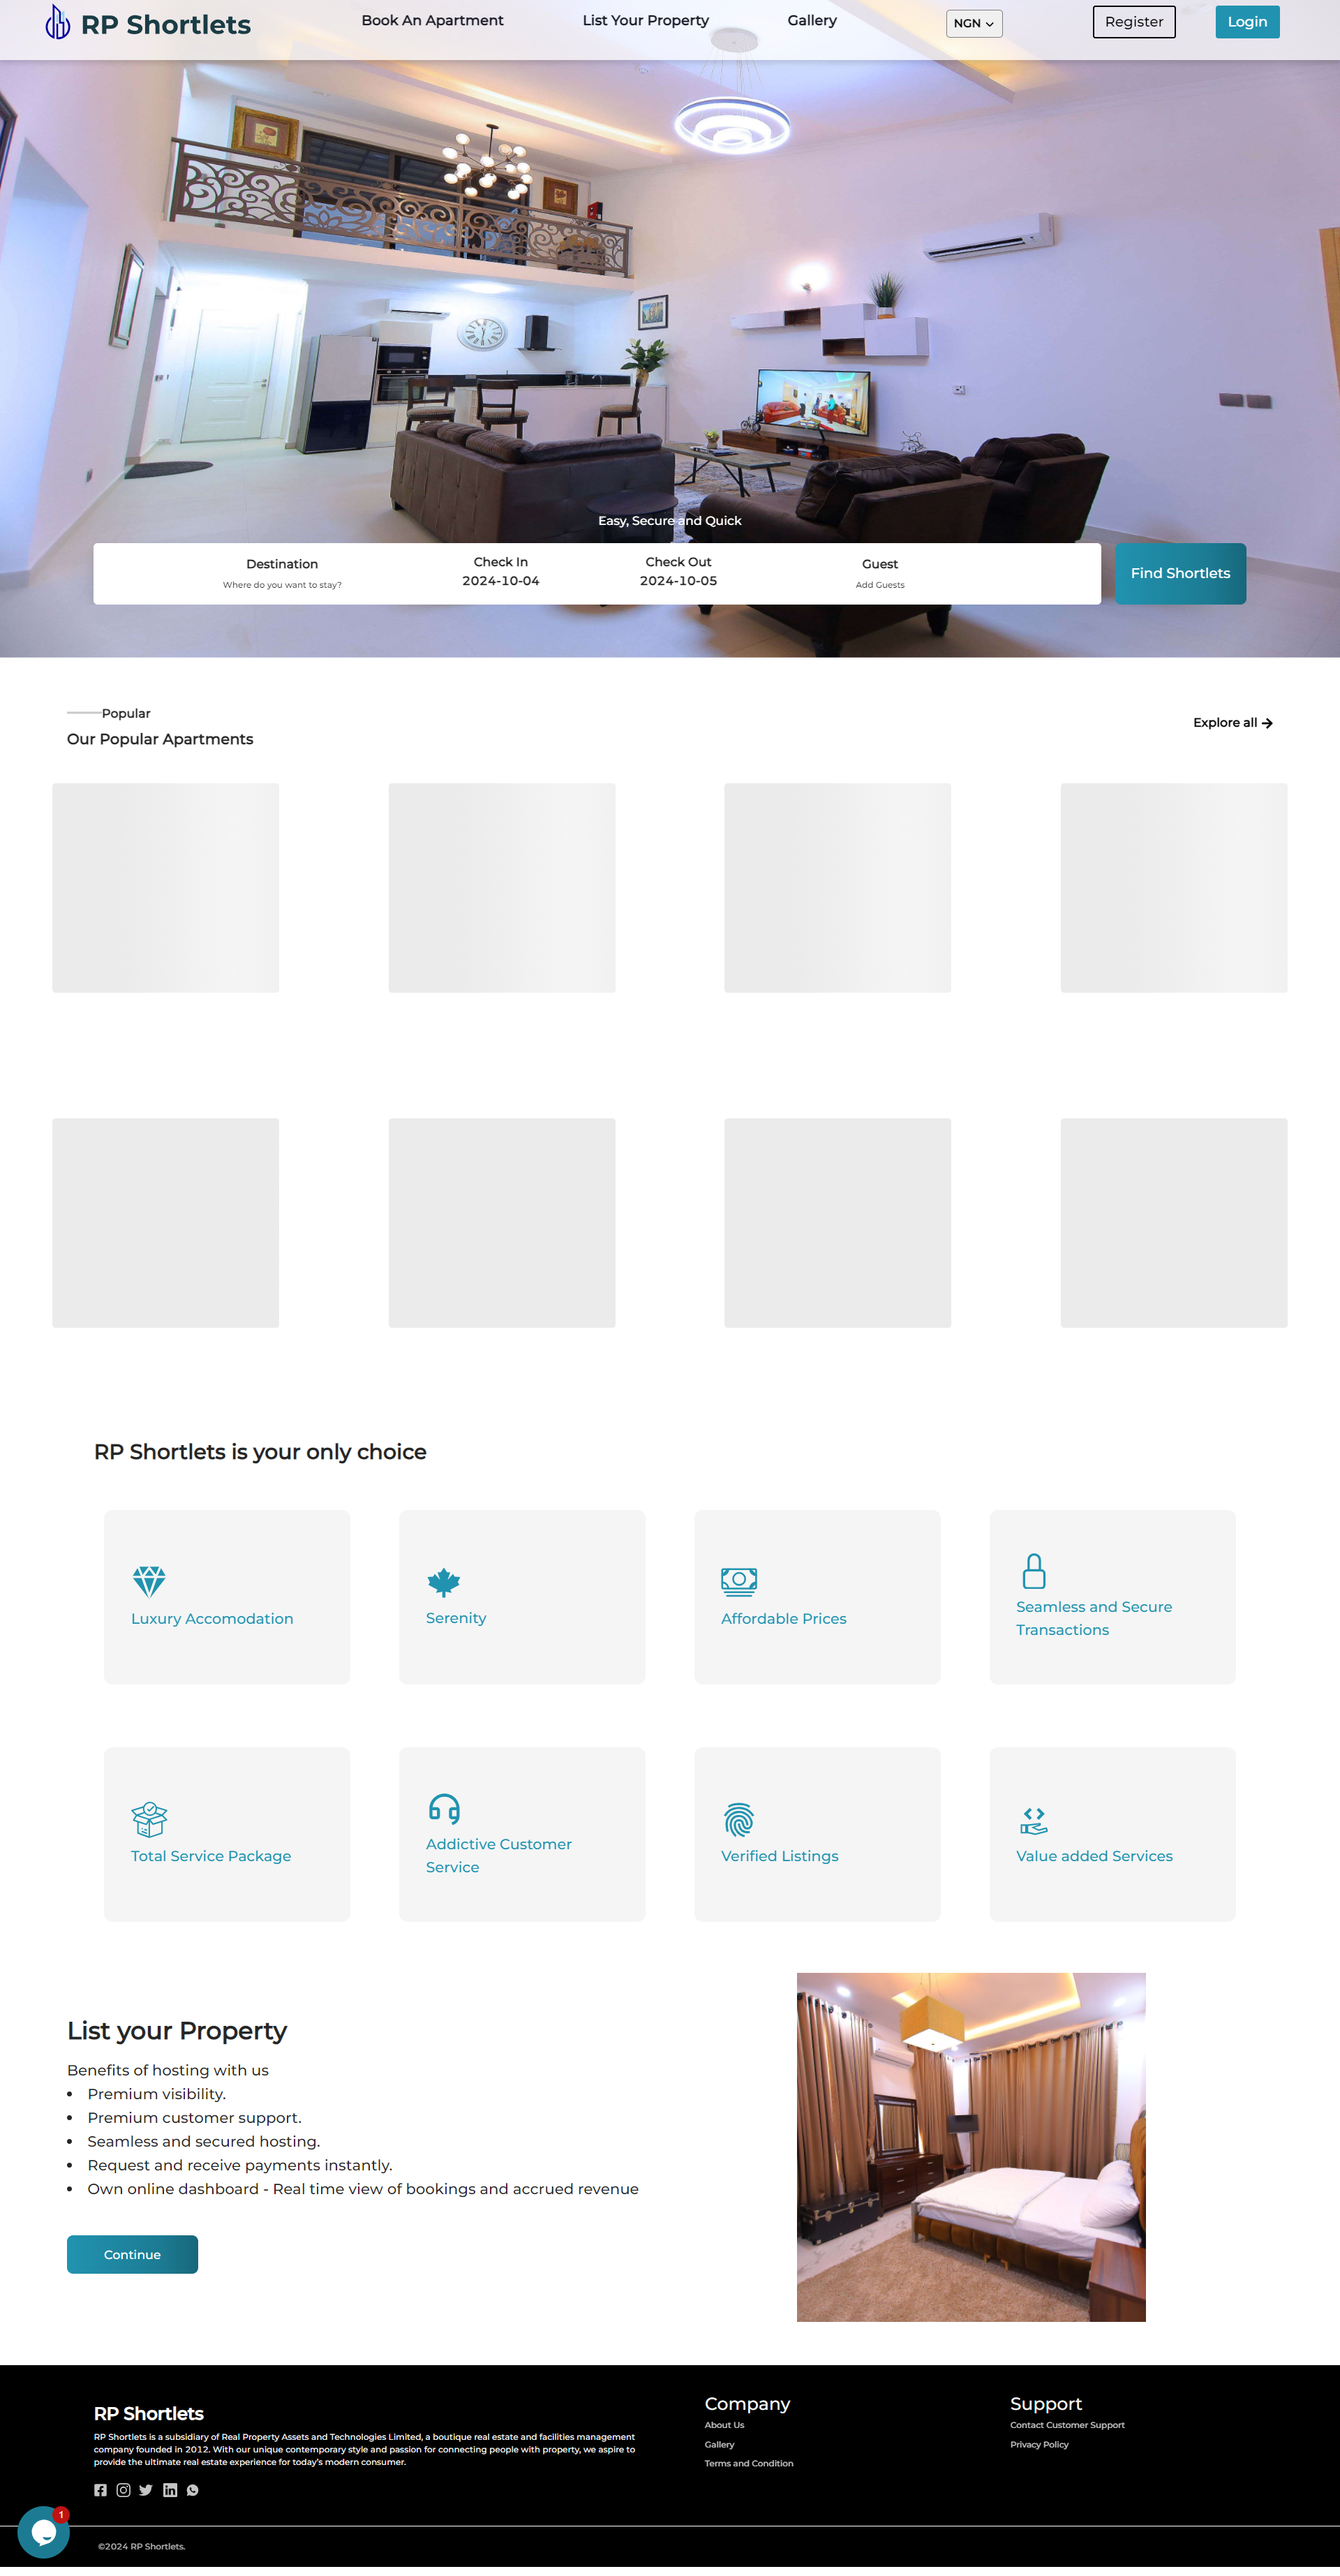 RP Shortlets
Book An Apartment
List Your Property
Gallery
NGN
Register
Login
Easy, Secure and Quick
Destination
Where do you want to stay?
Check In
2024-10-04
Check Out
2024-10-05
Guest
Add Guests
Find Shortlets
Popular
Our Popular Apartments
Explore all
RP Shortlets is your only choice
Luxury Accomodation
Serenity
Affordable Prices
Seamless and Secure
Transactions
Total Service Package
Addictive Customer
Service
Verified Listings
Value added Services
List your Property
Benefits of hosting with us
• Premium visibility.
• Premium customer support.
• Seamless and secured hosting.
• Request and receive payments instantly.
• Own online dashboard - Real time view of bookings and accrued revenue
Continue
RP Shortlets
RP Shortlets is a subsidiary of Real Property Assets and Technologies Limited, a boutique real estate and facilities management
company founded in 2012. With our unique contemporary style and passion for connecting people with property, we aspire to
provide the ultimate real estate experience for today's modern consumer.
Company
About Us
Gallery
Terms and Condition
Support
Contact Customer Support
Privacy Policy
1
©2024 RP Shortlets.